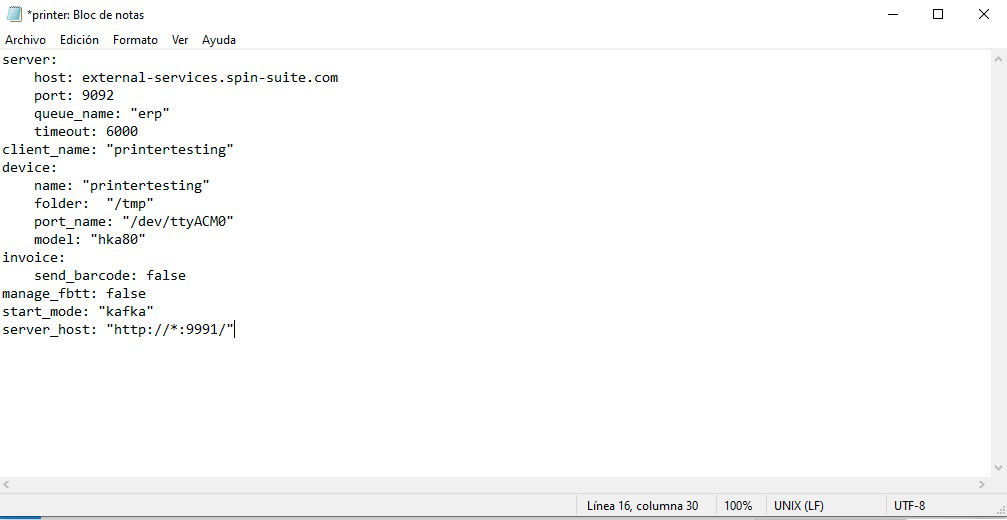 *printer: Bloc de notas
Archivo Edición Formato Ver Ayuda
server:
    host: external-services.spin-suite.com
    port: 9092
    queue_name: "erp"
    timeout: 6000
client_name: "printertesting"
device:
    name: "printertesting"
    folder:  "/tmp"
    port_name: "/dev/ttyACM0"
    model: "hka80"
invoice:
    send_barcode: false
manage_fbtt: false
start_mode: "kafka"
server_host: "http://*:9991/"
Línea 16, columna 30 100% UNIX (LF) UTF-8